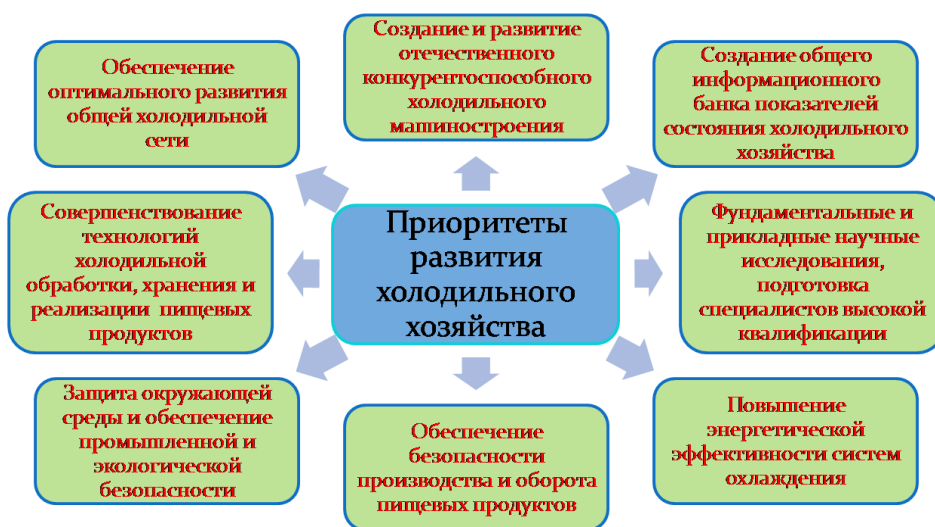 Создание и развитие
отечественного
конкурентоспособного
холодильного
машиностроения
Обеспечение
оптимального развития
общей холодильной
сети
Создание общего
информационного
банка показателей
состояния холодильного
хозяйства
Приоритеты
развития
холодильного
хозяйства
Совершенствование
технологий
холодильной
обработки, хранения и
реализации пищевых
продуктов
Фундаментальные и
прикладные научные
исследования,
подготовка
специалистов высокой
квалификации
Защита окружающей
среды и обеспечение
промышленной и
экологической
безопасности
Обеспечение
безопасности
производства и оборота
пищевых продуктов
Повышение
энергетической
эффективности систем
охлаждения